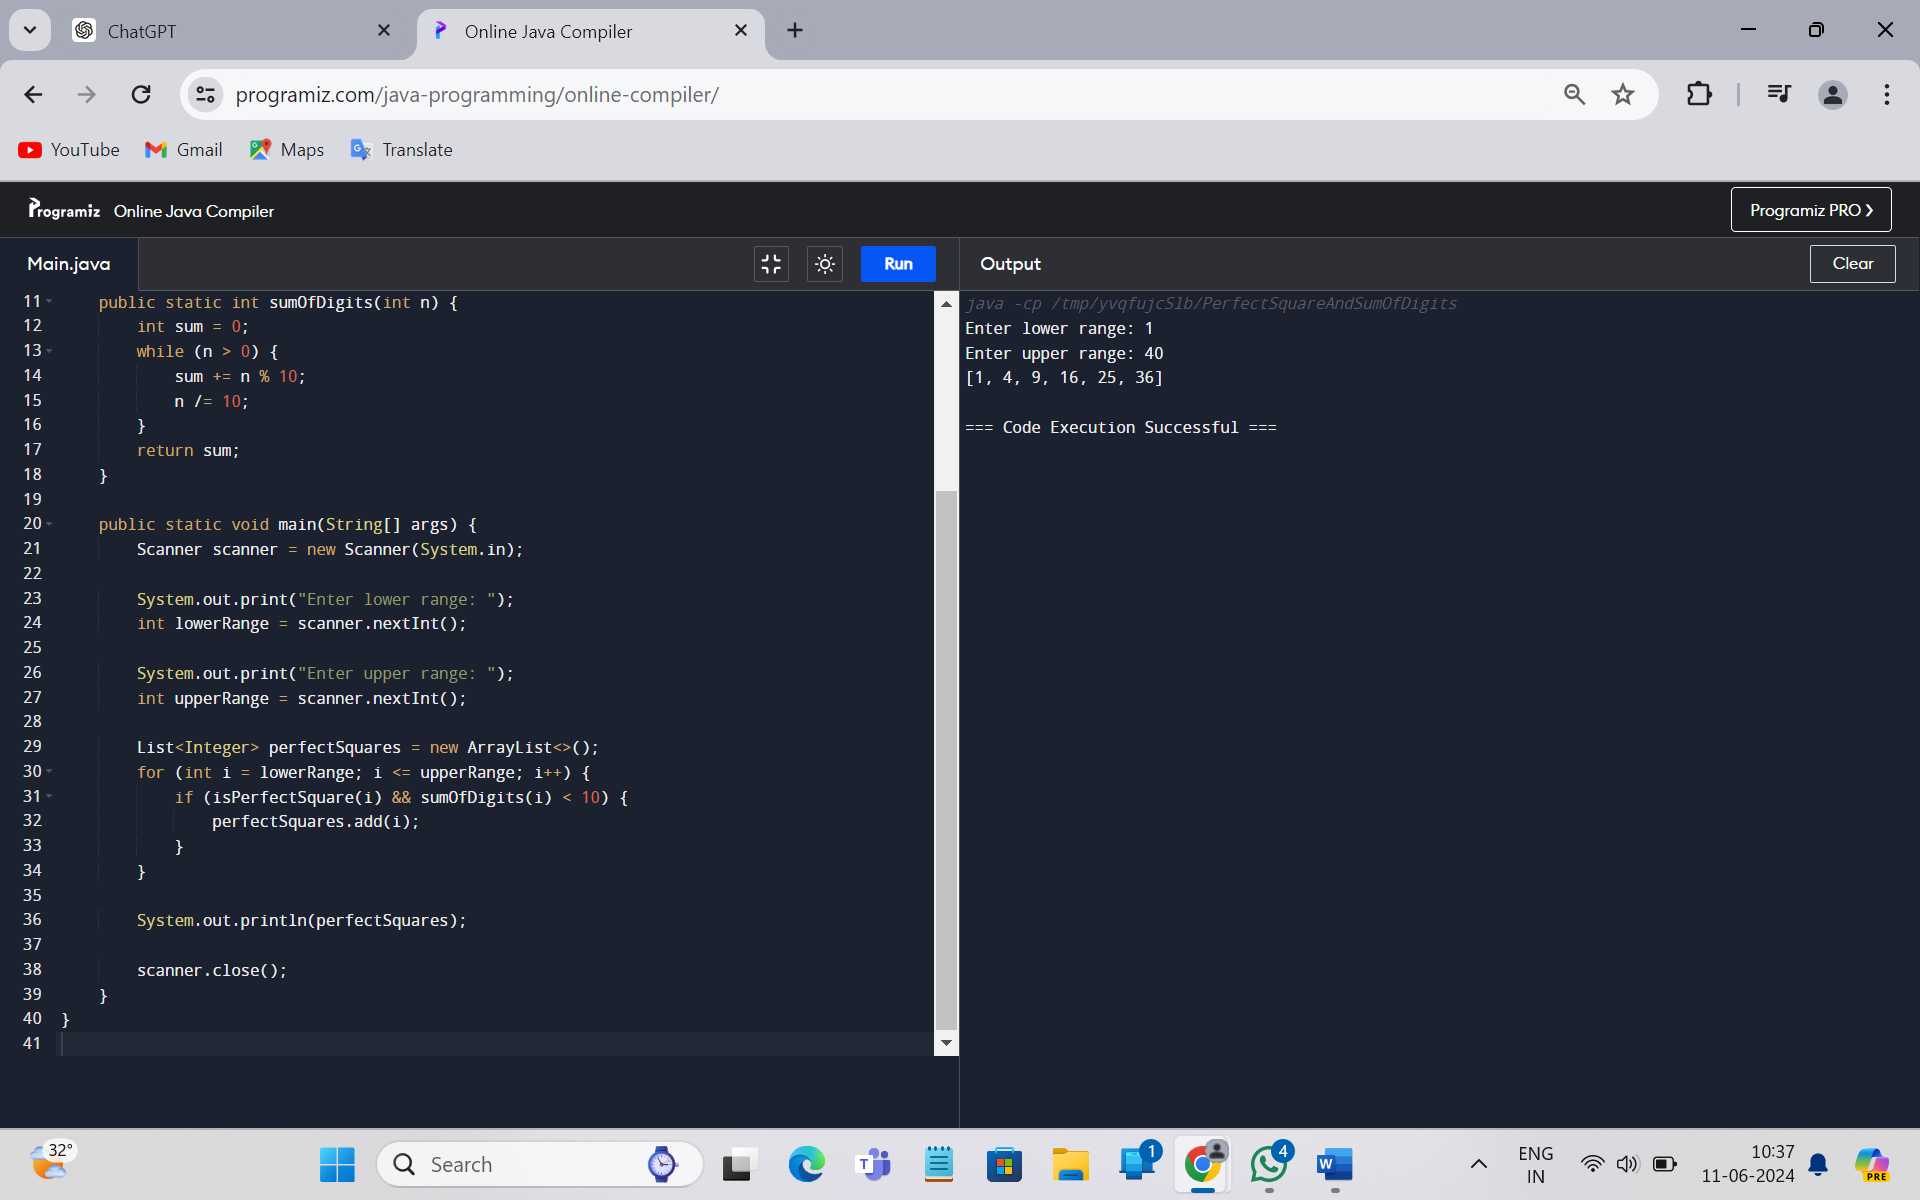 ChatGPT
Online Java Compiler
programiz.com/java-programming/online-compiler/
YouTube
Gmail
Maps
Translate
Programiz
Online Java Compiler
Programiz PRO
Main.java
Run
Output
Clear
11 public static int sumOfDigits(int n) {
12 int sum = 0;
13 while (n > 0) {
14 sum += n % 10;
15 n /= 10;
16 }
17 return sum;
18 }
19
20 public static void main(String[] args) {
21 Scanner scanner = new Scanner(System.in);
22
23 System.out.print("Enter lower range: ");
24 int lowerRange = scanner.nextInt();
25
26 System.out.print("Enter upper range: ");
27 int upperRange = scanner.nextInt();
28
29 List<Integer> perfectSquares = new ArrayList<>();
30 for (int i = lowerRange; i <= upperRange; i++) {
31 if (isPerfectSquare(i) && sumOfDigits(i) < 10) {
32 perfectSquares.add(i);
33 }
34 }
35
36 System.out.println(perfectSquares);
37
38 scanner.close();
39 }
40 }
41
java -cp /tmp/yvqfujcSlb/PerfectSquareAndSumOfDigits
Enter lower range: 1
Enter upper range: 40
[1, 4, 9, 16, 25, 36]
=== Code Execution Successful ===
32°
Search
T
1
4
W
ENG
IN
10:37
11-06-2024
PRE